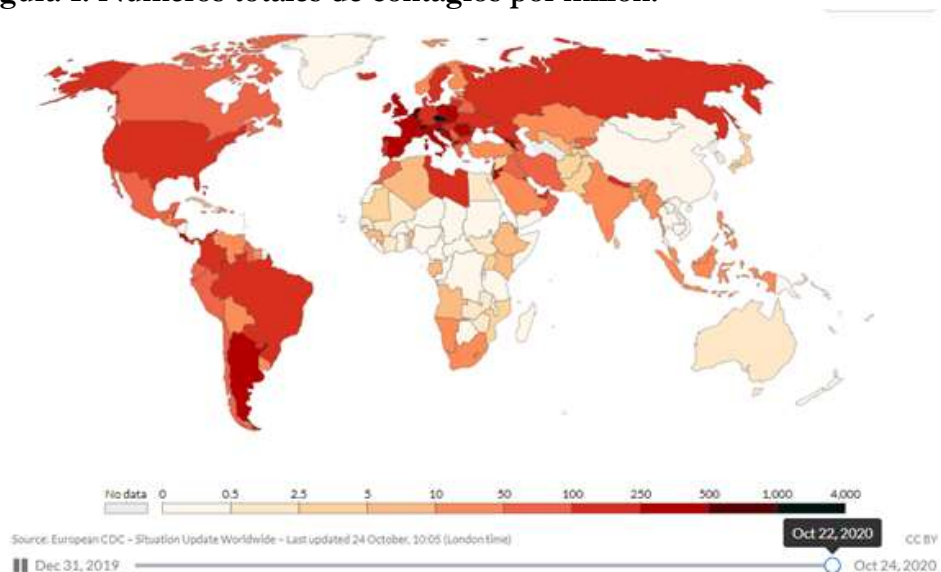 Números totales de contagios por millón.
No data 0 0.5 2.5 5 10 50 100 250 500 1,000 4,000
Oct 22, 2020
Source: European CDC – Situation Update Worldwide – Last updated 24 October, 10:05 (London time) CC BY
Dec 31, 2019 Oct 24, 2020